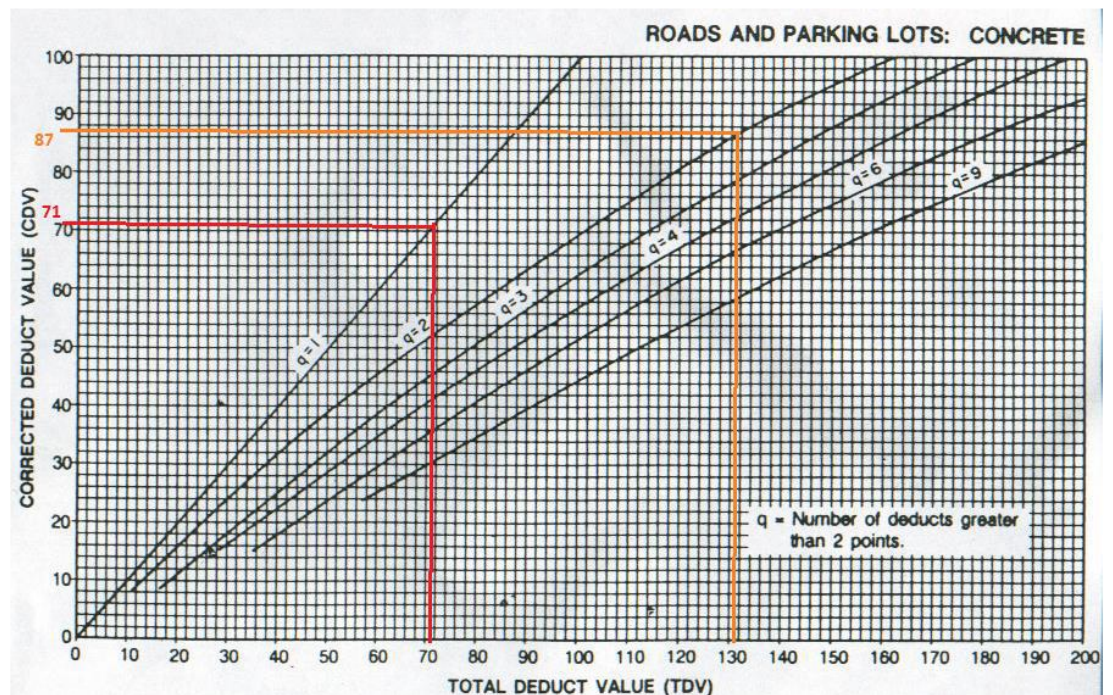 ROADS AND PARKING LOTS: CONCRETE
100
90
87
80
71
70
60
50
40
30
20
10
0
CORRECTED DEDUCT VALUE (CDV)
q=1
q=2
q=3
q=4
q=6
q=9
q = Number of deducts greater
than 2 points.
0 10 20 30 40 50 60 70 80 90 100 110 120 130 140 150 160 170 180 190 200
TOTAL DEDUCT VALUE (TDV)